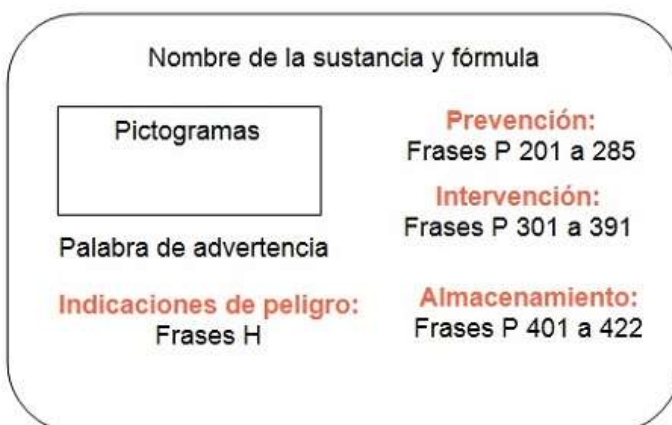 Nombre de la sustancia y fórmula
Pictogramas
Palabra de advertencia
Indicaciones de peligro:
Frases H
Prevención:
Frases P 201 a 285
Intervención:
Frases P 301 a 391
Almacenamiento:
Frases P 401 a 422